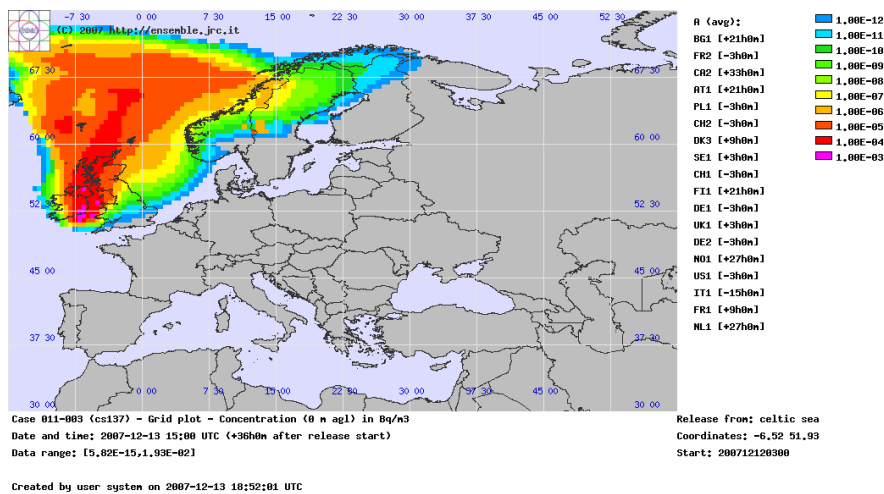 -7 30 0 00 7 30 15 00 22 30 30 00 37 30 45 00 52 30
(C) 2007 http://ensemble.jrc.it
67 30 67 30
60 00 60 00
52 30 52 30
45 00 45 00
37 30 37 30
-7 30 0 00 7 30 15 00 22 30 30 00 37 30 45 00
30 00 30 00
A (avg):
BG1 [+21h0m]
FR2 [-3h0m]
CA2 [+33h0m]
AT1 [+21h0m]
PL1 [-3h0m]
CH2 [-3h0m]
DK3 [+9h0m]
SE1 [+3h0m]
CH1 [-3h0m]
FI1 [+21h0m]
DE1 [-3h0m]
UK1 [+3h0m]
DE2 [-3h0m]
NO1 [+27h0m]
US1 [-3h0m]
IT1 [-15h0m]
FR1 [+9h0m]
NL1 [+27h0m]
1.00E-12
1.00E-11
1.00E-10
1.00E-09
1.00E-08
1.00E-07
1.00E-06
1.00E-05
1.00E-04
1.00E-03
Case 011-003 (cs137) - Grid plot - Concentration (0 m agl) in Bq/m3
Date and time: 2007-12-13 15:00 UTC (+36h0m after release start)
Data range: [5.82E-15,1.93E-02]
Release from: celtic sea
Coordinates: -6.52 51.93
Start: 200712120300
Created by user system on 2007-12-13 18:52:01 UTC